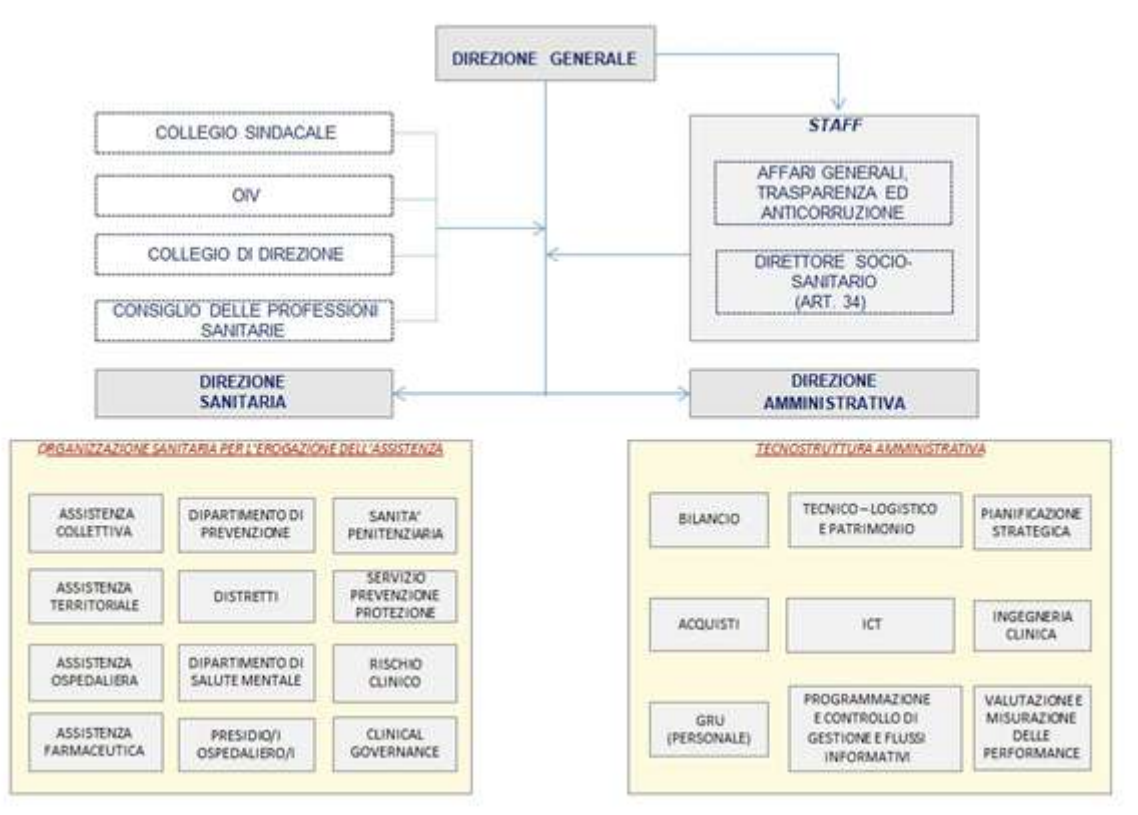 DIREZIONE GENERALE
COLLEGIO SINDACALE
OIV
COLLEGIO DI DIREZIONE
CONSIGLIO DELLE PROFESSIONI
SANITARIE
STAFF
AFFARI GENERALI,
TRASPARENZA ED
ANTICORRUZIONE
DIRETTORE SOCIO-
SANITARIO
(ART. 34)
DIREZIONE
SANITARIA
DIREZIONE
AMMINISTRATIVA
ORGANIZZAZIONE SANITARIA PER L'EROGAZIONE DELL'ASSISTENZA
ASSISTENZA
COLLETTIVA
DIPARTIMENTO DI
PREVENZIONE
SANITA'
PENITENZIARIA
ASSISTENZA
TERRITORIALE
DISTRETTI
SERVIZIO
PREVENZIONE
PROTEZIONE
ASSISTENZA
OSPEDALIERA
DIPARTIMENTO DI
SALUTE MENTALE
RISCHIO
CLINICO
ASSISTENZA
FARMACEUTICA
PRESIDIO/I
OSPEDALIERO/I
CLINICAL
GOVERNANCE
TECNOSTRUTTURA AMMINISTRATIVA
BILANCIO
TECNICO – LOGISTICO
E PATRIMONIO
PIANIFICAZIONE
STRATEGICA
ACQUISTI
ICT
INGEGNERIA
CLINICA
GRU
(PERSONALE)
PROGRAMMAZIONE
E CONTROLLO DI
GESTIONE E FLUSSI
INFORMATIVI
VALUTAZIONE E
MISURAZIONE
DELLE
PERFORMANCE